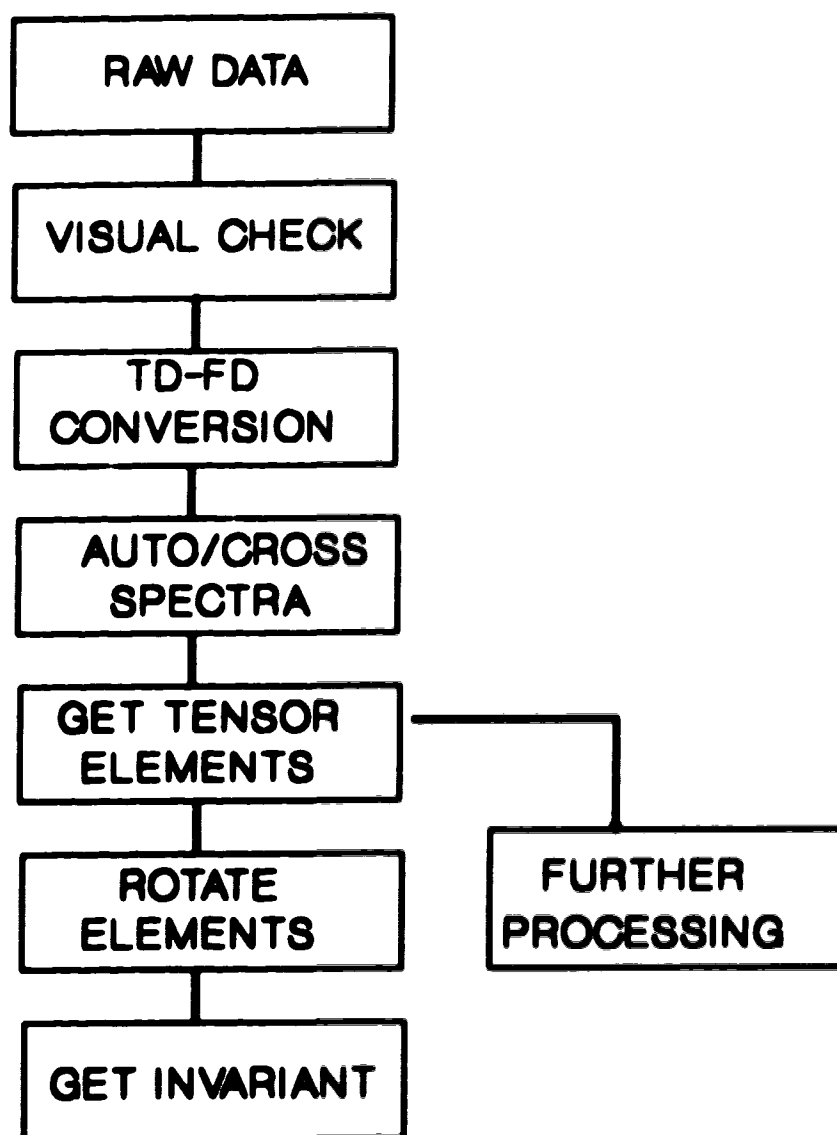 RAW DATA
VISUAL CHECK
TD-FD
CONVERSION
AUTO/CROSS
SPECTRA
GET TENSOR
ELEMENTS
ROTATE
ELEMENTS
GET INVARIANT
FURTHER
PROCESSING